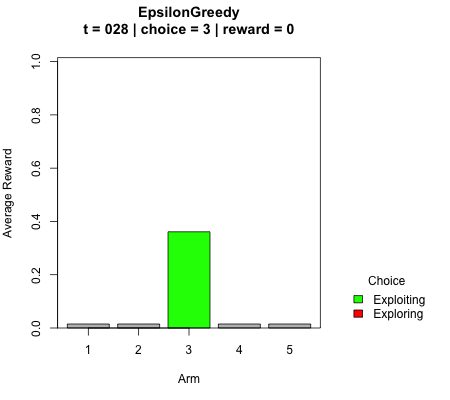 EpsilonGreedy
t = 028 | choice = 3 | reward = 0
1.0
0.8
0.6
0.4
0.2
0.0
Average Reward
1 2 3 4 5
Arm
Choice
Exploiting
Exploring